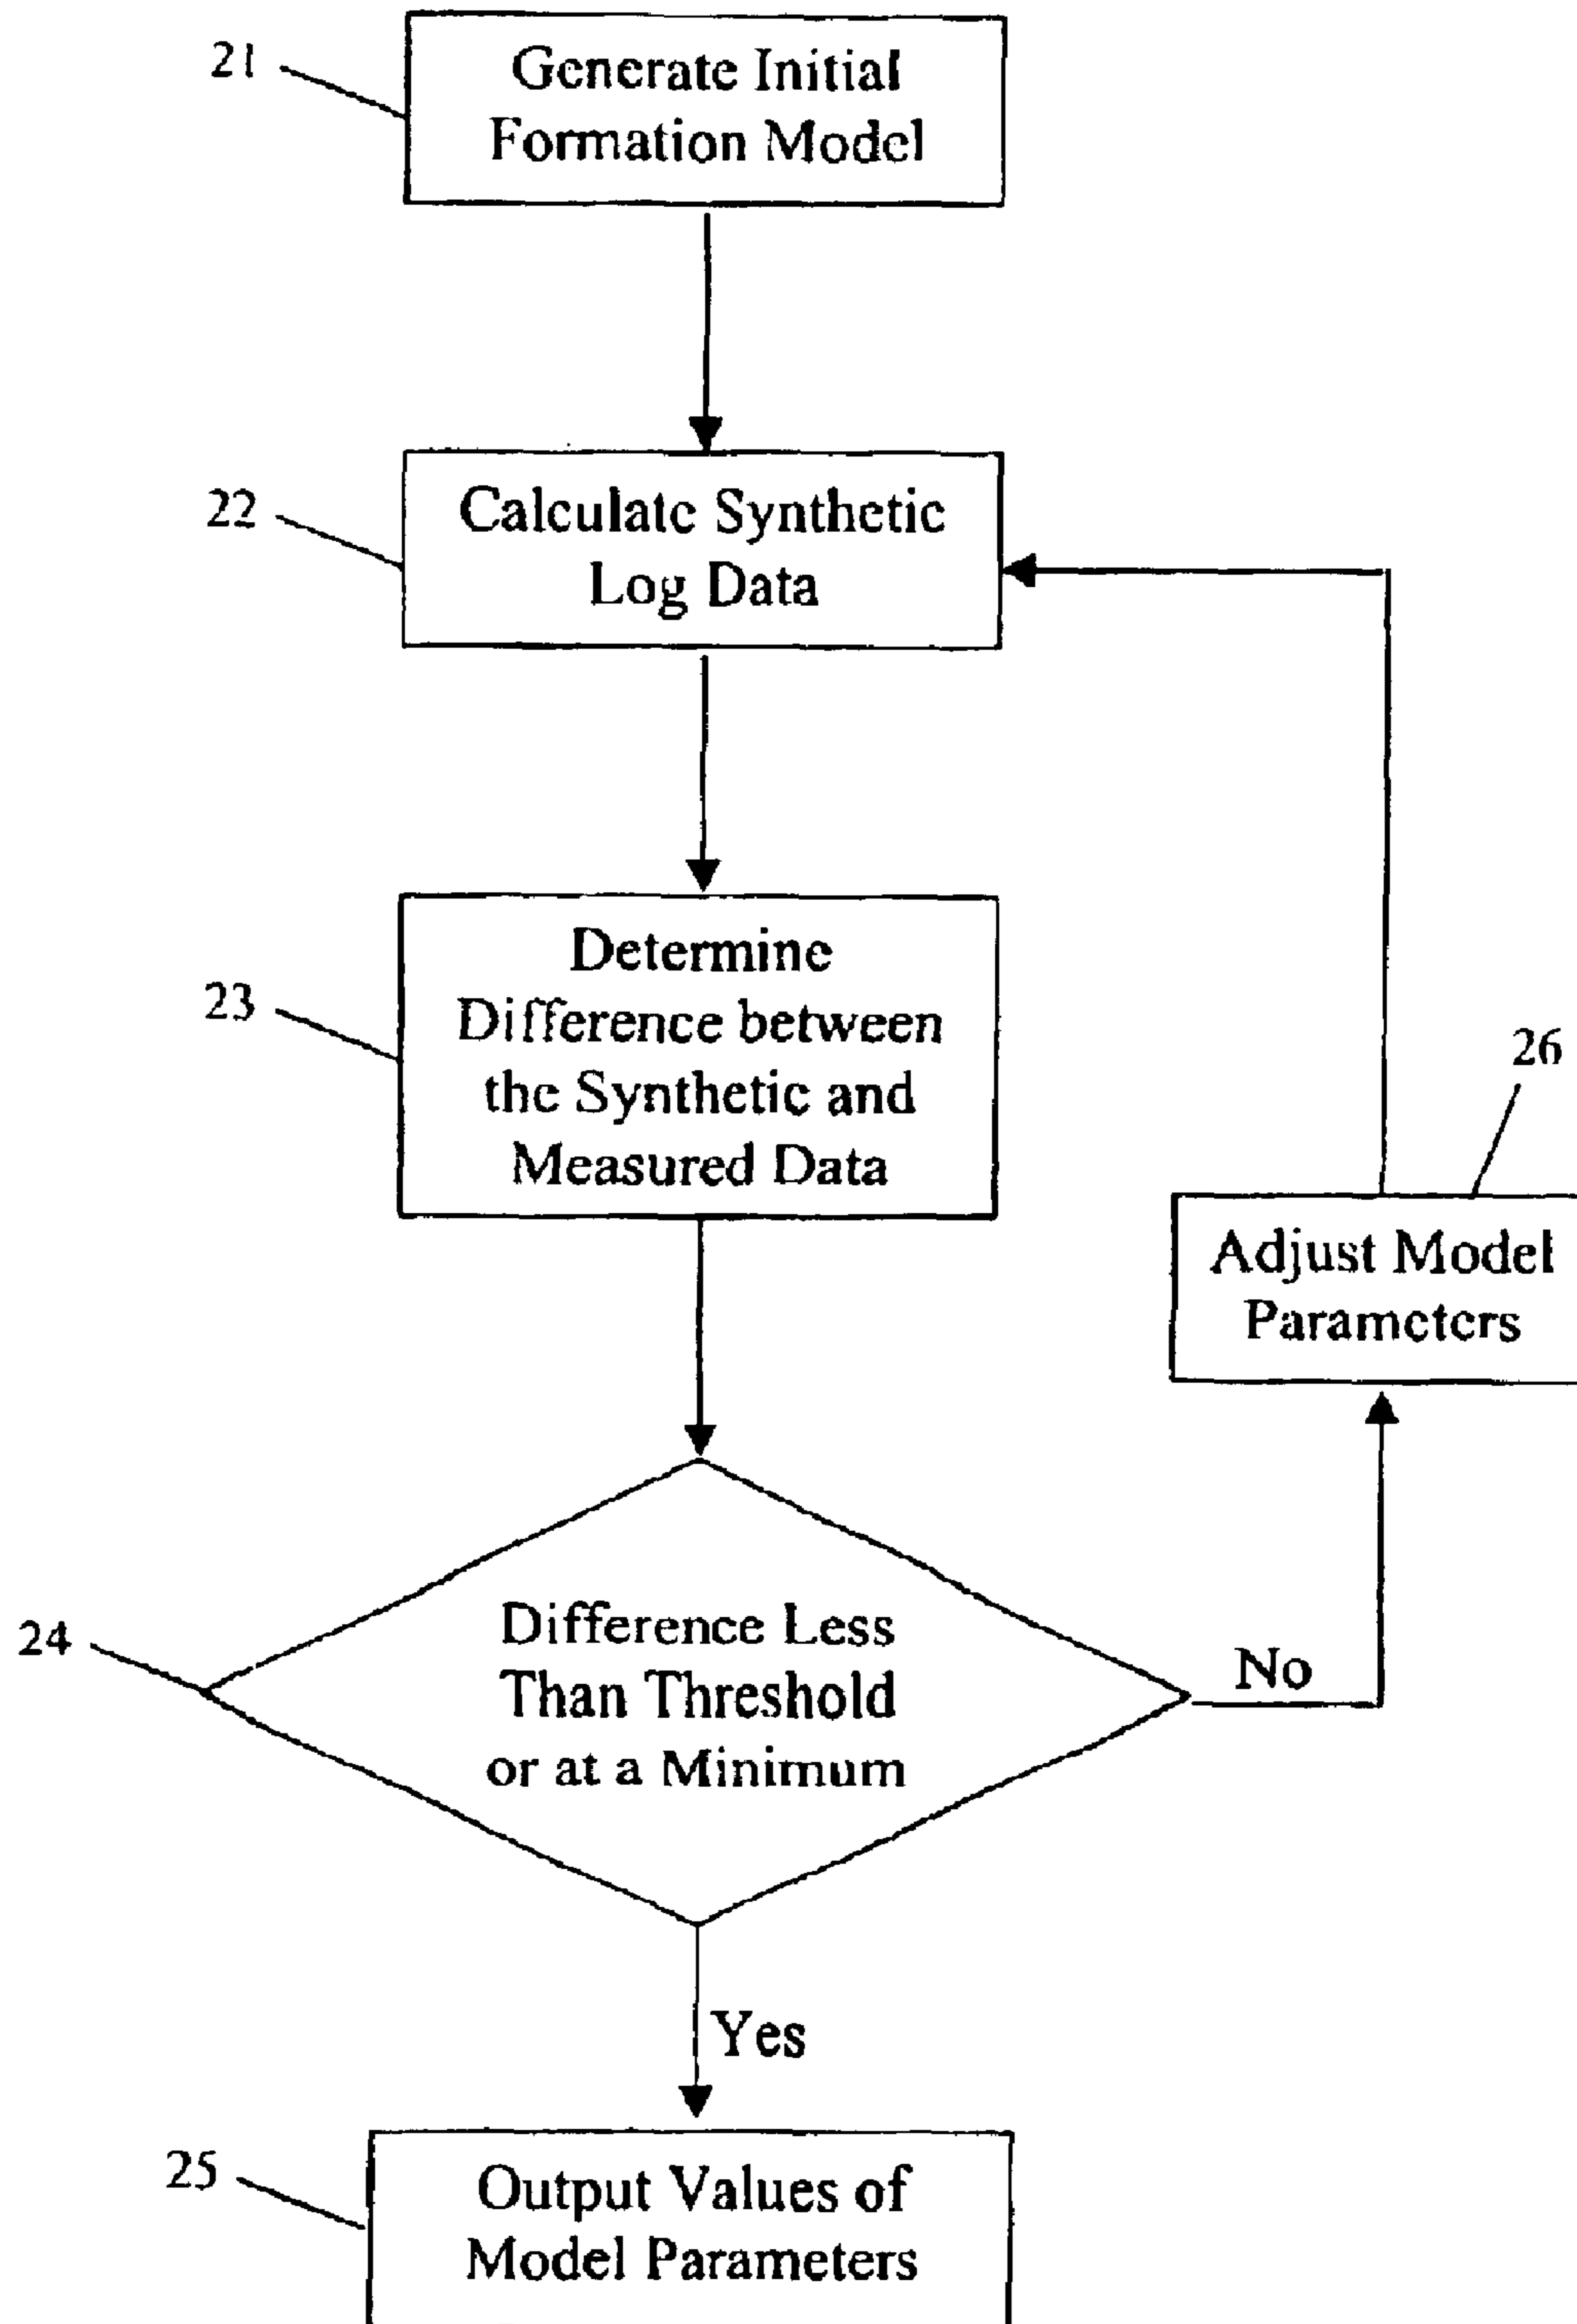 21
Generate Initial
Formation Model
22
Calculate Synthetic
Log Data
23
Determine
Difference between
the Synthetic and
Measured Data
26
Adjust Model
Parameters
24
Difference Less
Than Threshold
or at a Minimum
No
Yes
25
Output Values of
Model Parameters